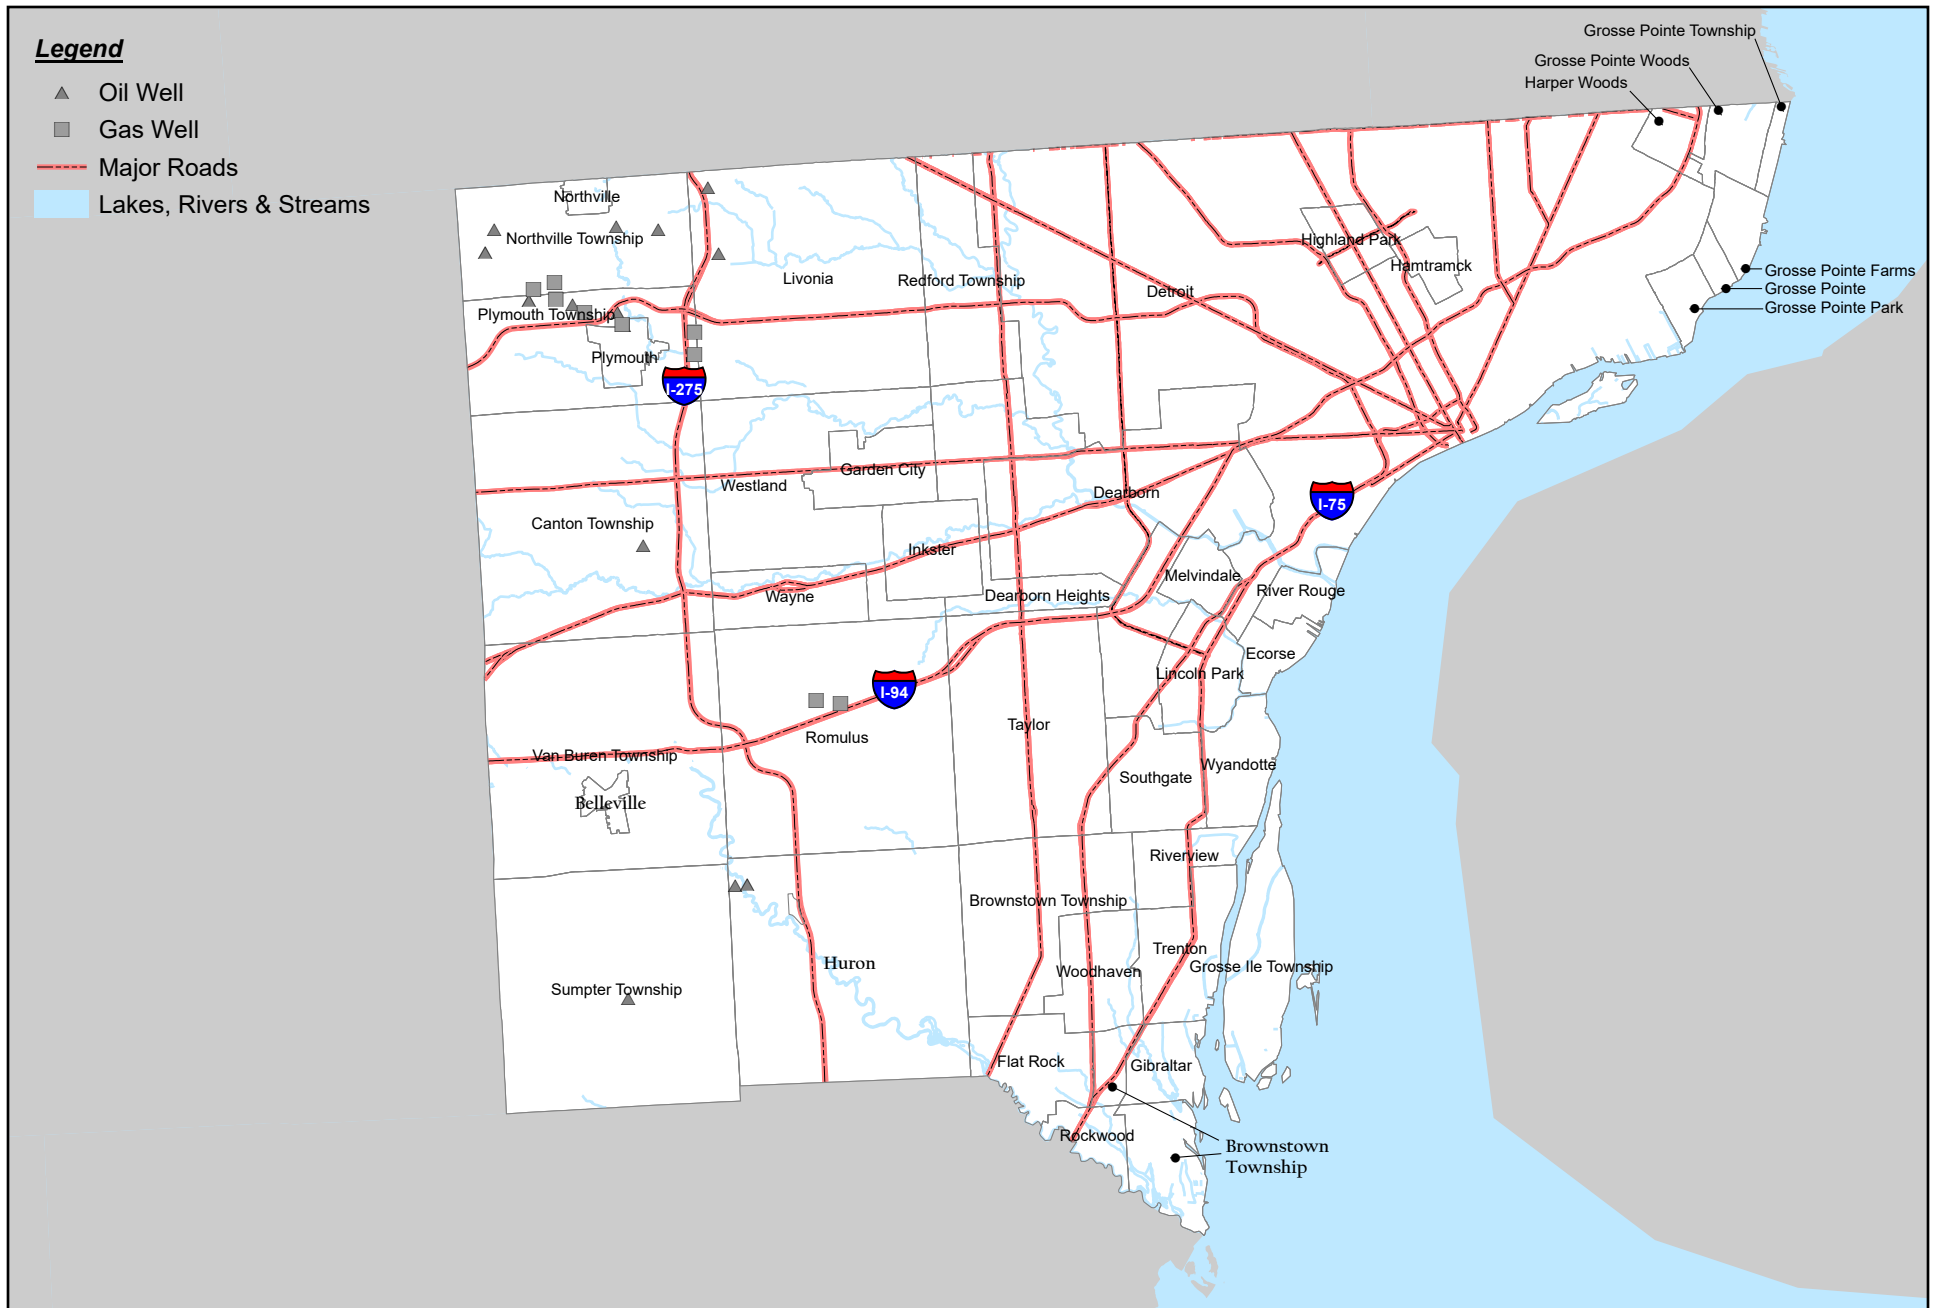 Legend
Oil Well
Gas Well
Major Roads
Lakes, Rivers & Streams
Grosse Pointe Township
Grosse Pointe Woods
Harper Woods
Northville
Northville Township
Highland Park
Hamtramck
Livonia
Redford Township
Detroit
Grosse Pointe Farms
Grosse Pointe
Grosse Pointe Park
Plymouth Township
Plymouth
I-275
Garden City
Westland
Dearborn
I-75
Canton Township
Inkster
Melvindale
River Rouge
Wayne
Dearborn Heights
Ecorse
Lincoln Park
I-94
Taylor
Romulus
Van Buren Township
Wyandotte
Southgate
Belleville
Riverview
Brownstown Township
Trenton
Huron
Woodhaven
Grosse Ile Township
Sumpter Township
Flat Rock
Gibraltar
Rockwood
Brownstown
Township